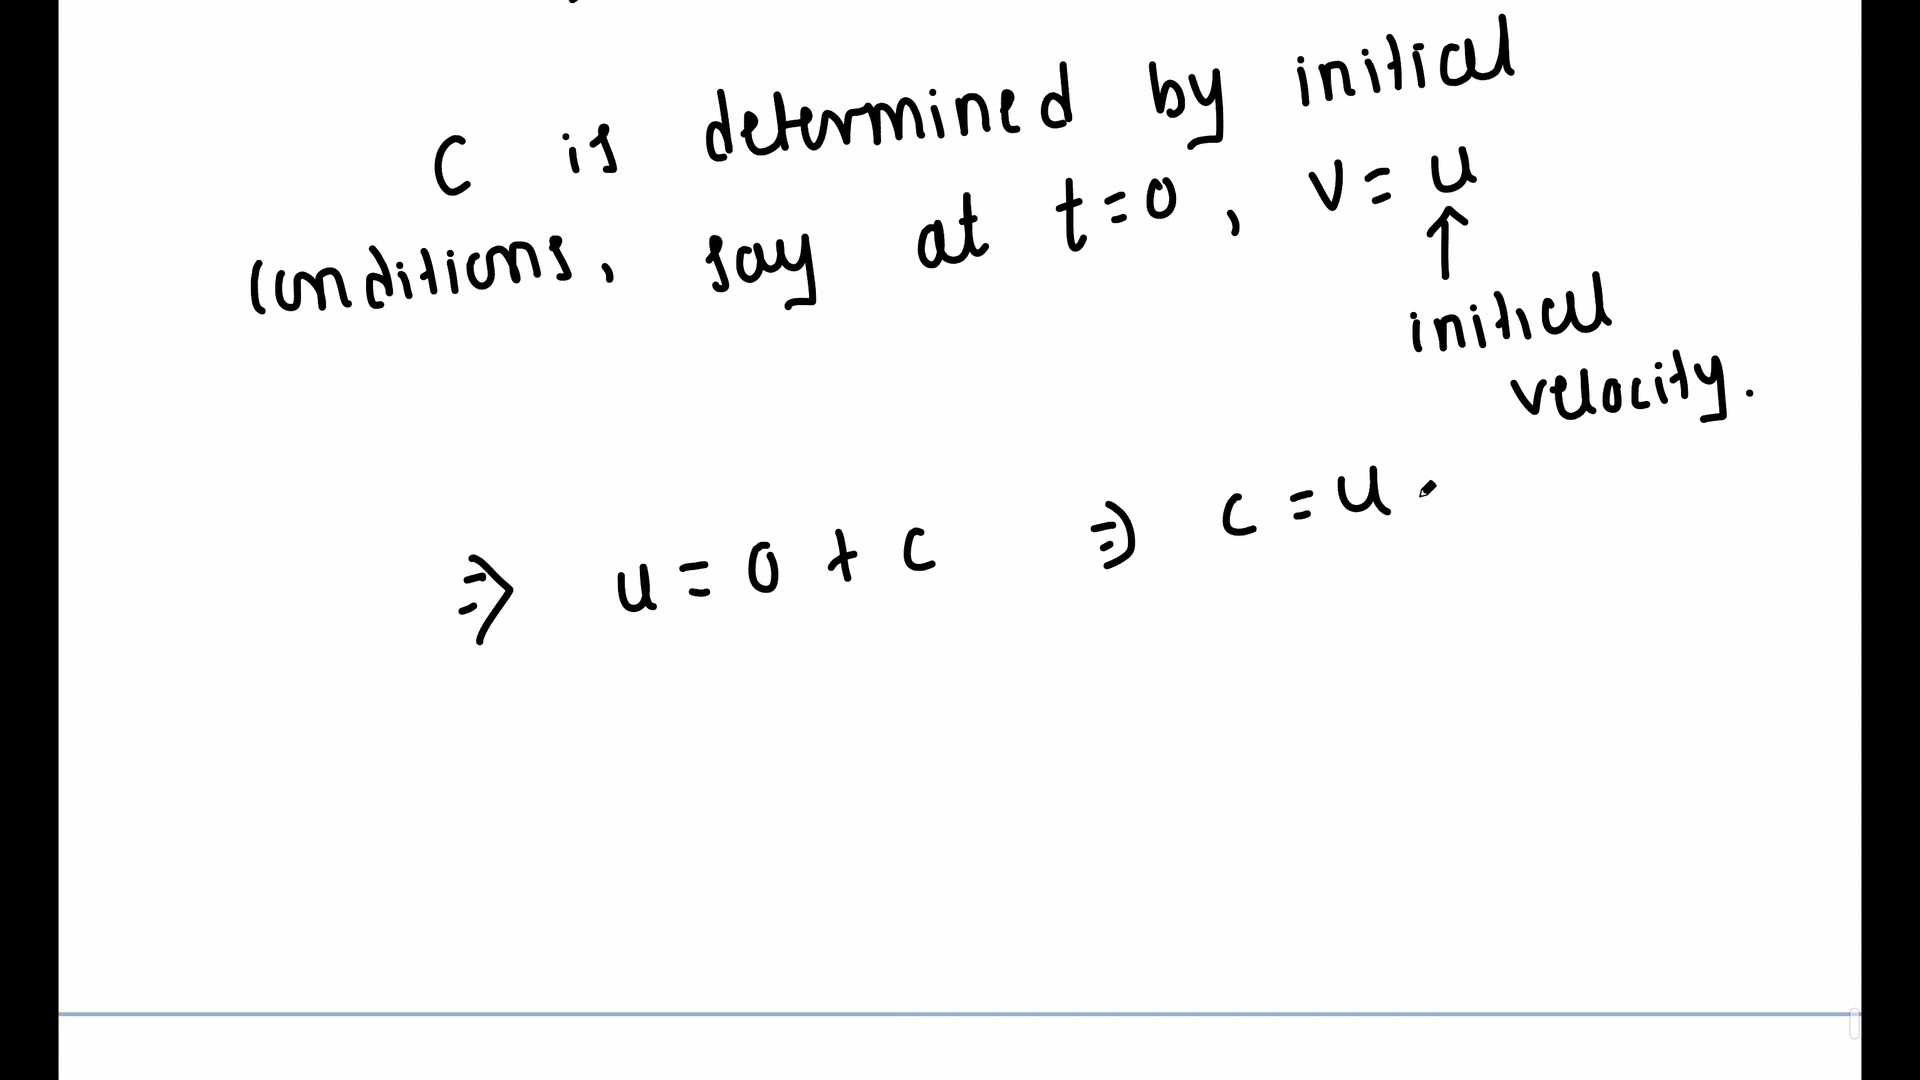 C is determined by initial
conditions, say at t=0, v= u
↑
initial
velocity.
⇒ u = 0 + c ⇒ c = u.